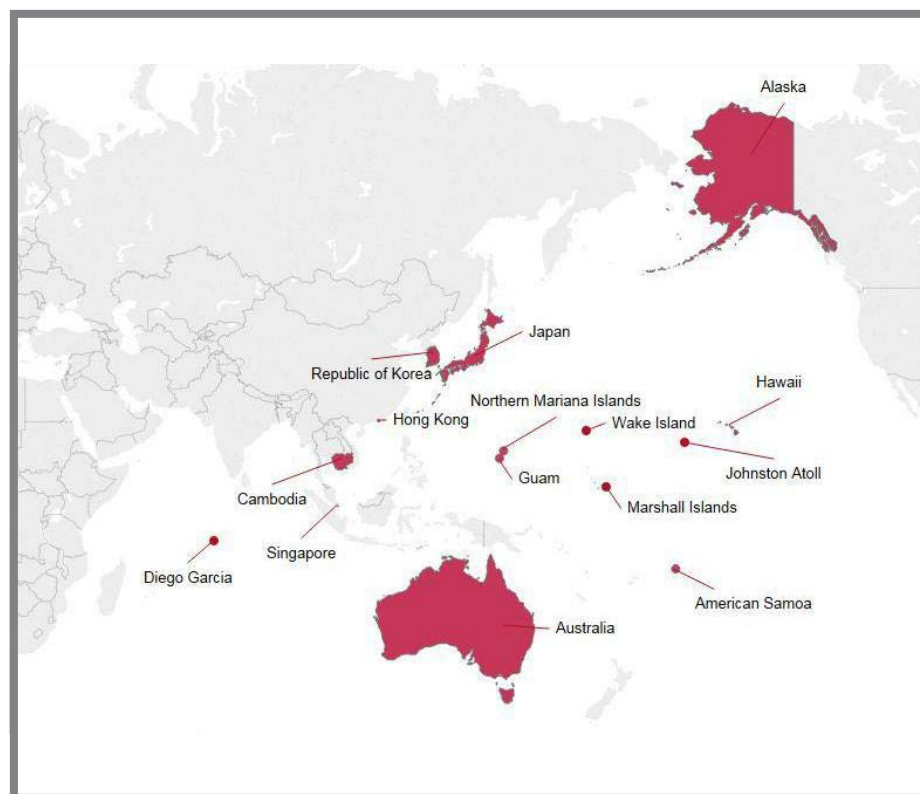 Alaska
Japan
Republic of Korea
Hawaii
Northern Mariana Islands
Hong Kong
Wake Island
Johnston Atoll
Guam
Cambodia
Marshall Islands
Singapore
Diego Garcia
American Samoa
Australia